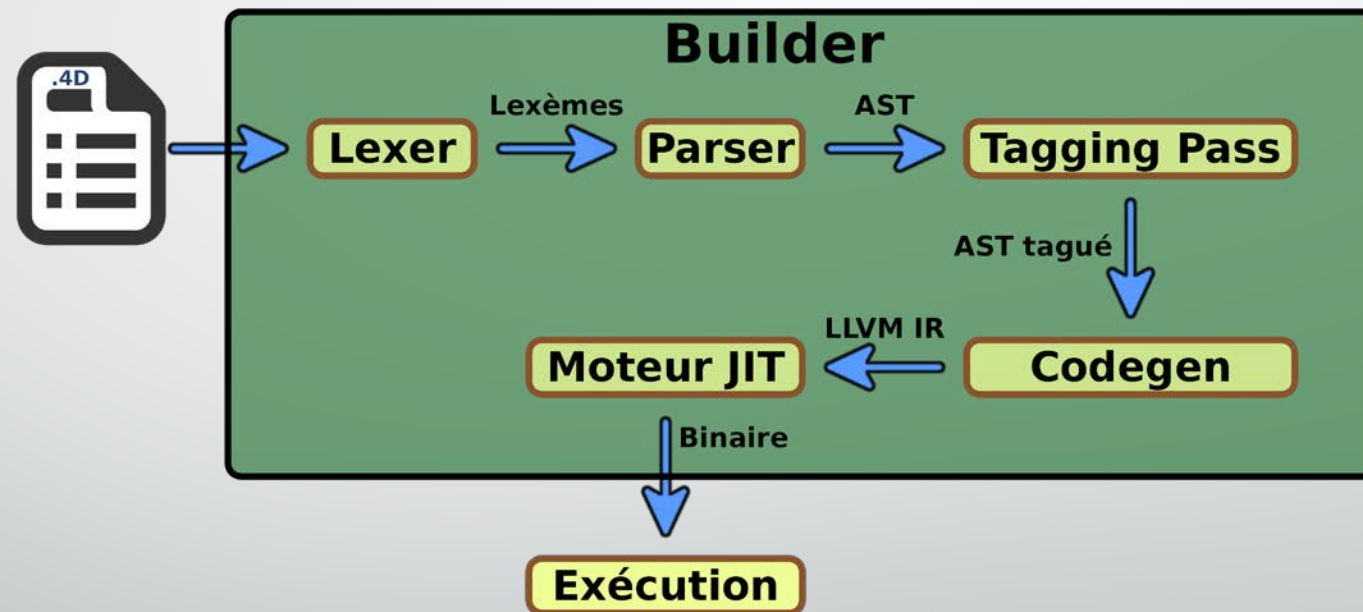 Builder
.4D
Lexèmes
AST
Lexer
Parser
Tagging Pass
AST tagué
LLVM IR
Moteur JIT
Codegen
Binaire
Exécution